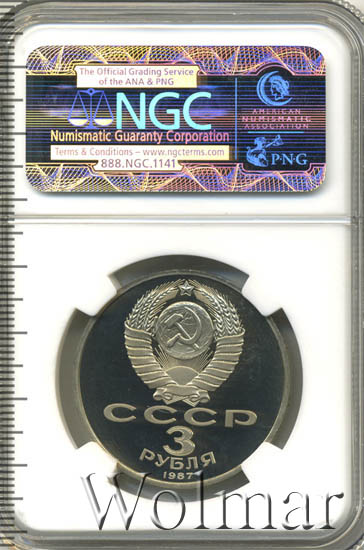 The Official Grading Service
of the ANA & PNG
NGC
Numismatic Guaranty Corporation
Terms & Conditions – www.ngcterms.com
888.NGC.1141
AMERICAN
NUMISMATIC
ASSOCIATION
PNG
СССР
3
РУБЛЯ
1987
Wolmar